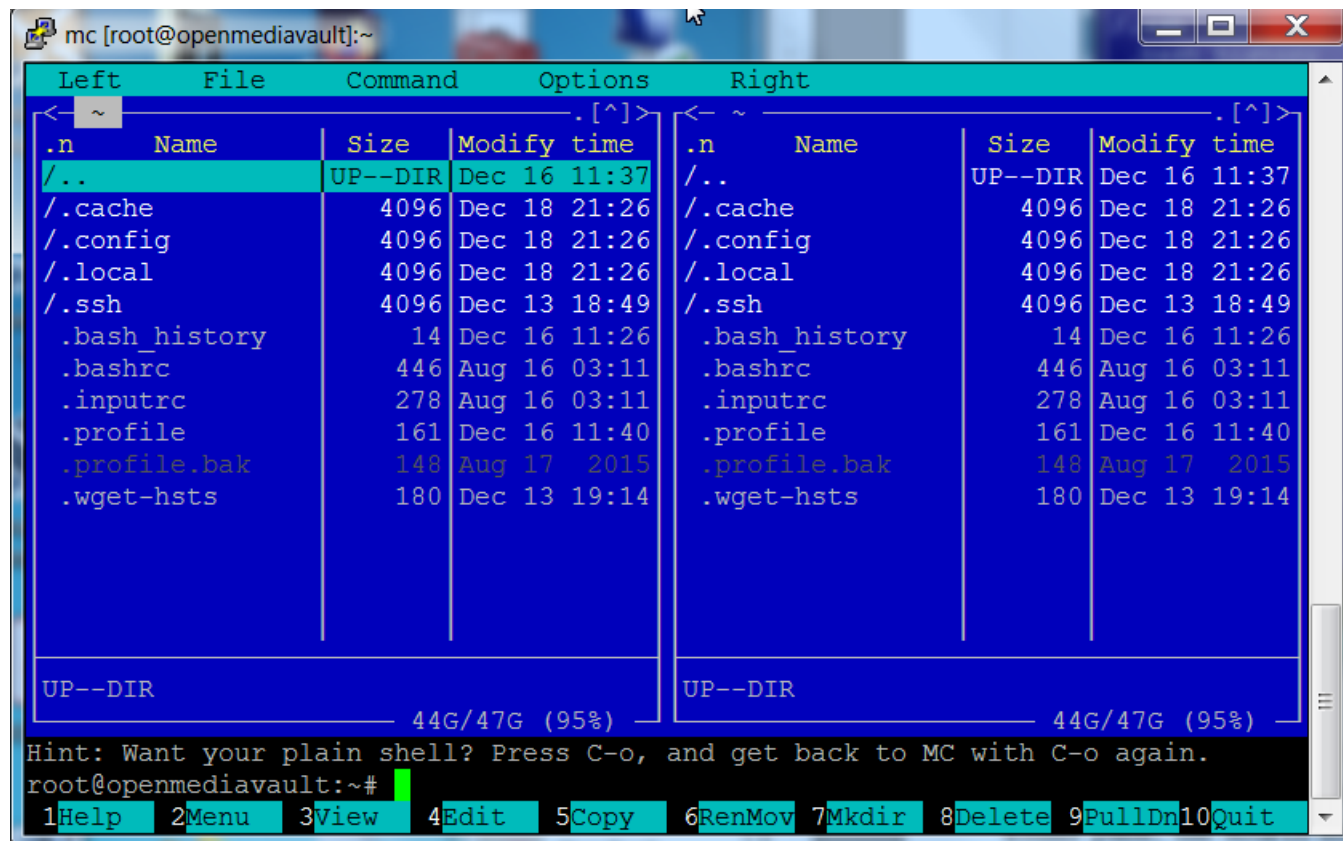 mc [root@openmediavault]:~
Left File Command Options Right
<─ ~ .[^]> <─ ~ .[^]>
.n Name Size Modify time .n Name Size Modify time
/.. UP--DIR Dec 16 11:37 /.. UP--DIR Dec 16 11:37
/.cache 4096 Dec 18 21:26 /.cache 4096 Dec 18 21:26
/.config 4096 Dec 18 21:26 /.config 4096 Dec 18 21:26
/.local 4096 Dec 18 21:26 /.local 4096 Dec 18 21:26
/.ssh 4096 Dec 13 18:49 /.ssh 4096 Dec 13 18:49
.bash_history 14 Dec 16 11:26 .bash_history 14 Dec 16 11:26
.bashrc 446 Aug 16 03:11 .bashrc 446 Aug 16 03:11
.inputrc 278 Aug 16 03:11 .inputrc 278 Aug 16 03:11
.profile 161 Dec 16 11:40 .profile 161 Dec 16 11:40
.profile.bak 148 Aug 17 2015 .profile.bak 148 Aug 17 2015
.wget-hsts 180 Dec 13 19:14 .wget-hsts 180 Dec 13 19:14
UP--DIR UP--DIR
44G/47G (95%) 44G/47G (95%)
Hint: Want your plain shell? Press C-o, and get back to MC with C-o again.
root@openmediavault:~#
1Help 2Menu 3View 4Edit 5Copy 6RenMov 7Mkdir 8Delete 9PullDn 10Quit